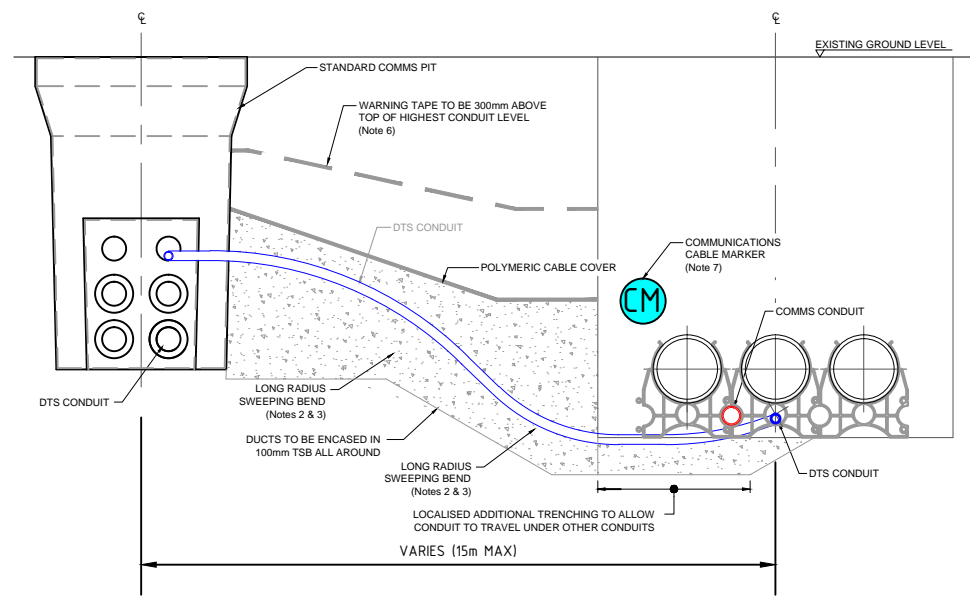 ℄
℄
EXISTING GROUND LEVEL
STANDARD COMMS PIT
WARNING TAPE TO BE 300mm ABOVE
TOP OF HIGHEST CONDUIT LEVEL
(Note 6)
DTS CONDUIT
COMMUNICATIONS
CABLE MARKER
(Note 7)
POLYMERIC CABLE COVER
CM
COMMS CONDUIT
LONG RADIUS
SWEEPING BEND
(Notes 2 & 3)
DTS CONDUIT
DUCTS TO BE ENCASED IN
100mm TSB ALL AROUND
LONG RADIUS
SWEEPING BEND
(Notes 2 & 3)
DTS CONDUIT
LOCALISED ADDITIONAL TRENCHING TO ALLOW
CONDUIT TO TRAVEL UNDER OTHER CONDUITS
VARIES (15m MAX)